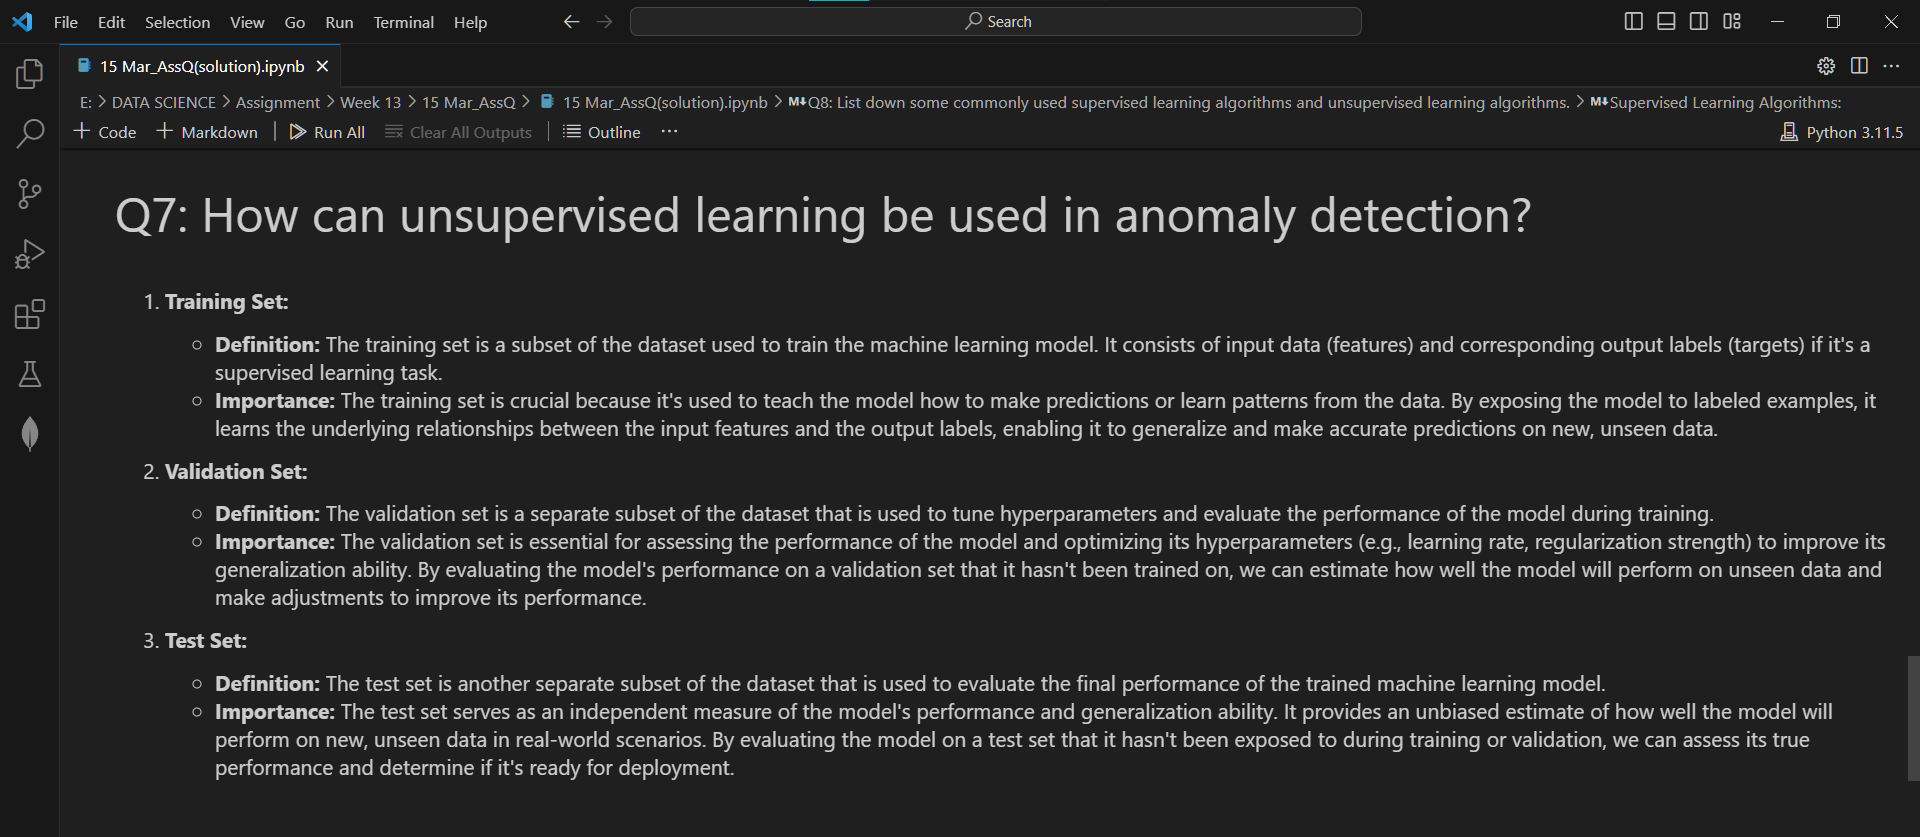 File Edit Selection View Go Run Terminal Help Search
15 Mar_AssQ(solution).ipynb
E: > DATA SCIENCE > Assignment > Week 13 > 15 Mar_AssQ > 15 Mar_AssQ(solution).ipynb > M↓Q8: List down some commonly used supervised learning algorithms and unsupervised learning algorithms. > M↓Supervised Learning Algorithms:
+ Code + Markdown | Run All Clear All Outputs | Outline ··· Python 3.11.5
Q7: How can unsupervised learning be used in anomaly detection?
1. Training Set:
○ Definition: The training set is a subset of the dataset used to train the machine learning model. It consists of input data (features) and corresponding output labels (targets) if it's a
supervised learning task.
○ Importance: The training set is crucial because it's used to teach the model how to make predictions or learn patterns from the data. By exposing the model to labeled examples, it
learns the underlying relationships between the input features and the output labels, enabling it to generalize and make accurate predictions on new, unseen data.
2. Validation Set:
○ Definition: The validation set is a separate subset of the dataset that is used to tune hyperparameters and evaluate the performance of the model during training.
○ Importance: The validation set is essential for assessing the performance of the model and optimizing its hyperparameters (e.g., learning rate, regularization strength) to improve its
generalization ability. By evaluating the model's performance on a validation set that it hasn't been trained on, we can estimate how well the model will perform on unseen data and
make adjustments to improve its performance.
3. Test Set:
○ Definition: The test set is another separate subset of the dataset that is used to evaluate the final performance of the trained machine learning model.
○ Importance: The test set serves as an independent measure of the model's performance and generalization ability. It provides an unbiased estimate of how well the model will
perform on new, unseen data in real-world scenarios. By evaluating the model on a test set that it hasn't been exposed to during training or validation, we can assess its true
performance and determine if it's ready for deployment.